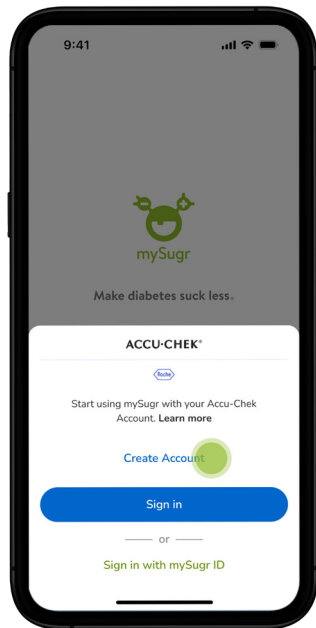 9:41
mySugr
Make diabetes suck less.
ACCU-CHEK®
Roche
Start using mySugr with your Accu-Chek
Account. Learn more
Create Account
Sign in
or
Sign in with mySugr ID